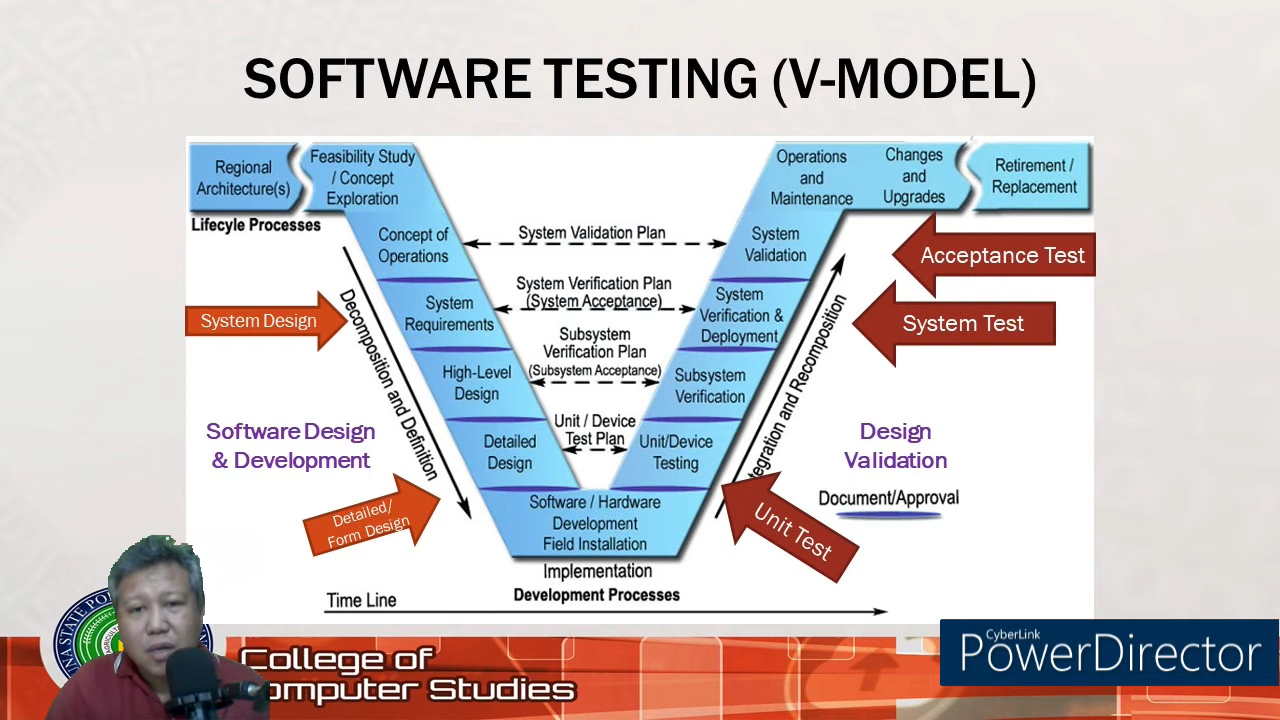 SOFTWARE TESTING (V-MODEL)
Regional
Architecture(s)
Feasibility Study
/ Concept
Exploration
Operations
and
Maintenance
Changes
and
Upgrades
Retirement /
Replacement
Lifecyle Processes
Concept of
Operations
System Validation Plan
System
Validation
Acceptance Test
System Design
System
Requirements
System Verification Plan
(System Acceptance)
System
Verification &
Deployment
System Test
Decomposition and Definition
High-Level
Design
Subsystem
Verification Plan
(Subsystem Acceptance)
Subsystem
Verification
and Recomposition
Software Design
& Development
Detailed
Design
Unit / Device
Test Plan
Unit/Device
Testing
Design
Validation
Document/Approval
Detailed/
Form Design
Software / Hardware
Development
Field Installation
Unit Test
Implementation
Development Processes
Time Line
College of
omputer Studies
CyberLink
PowerDirector